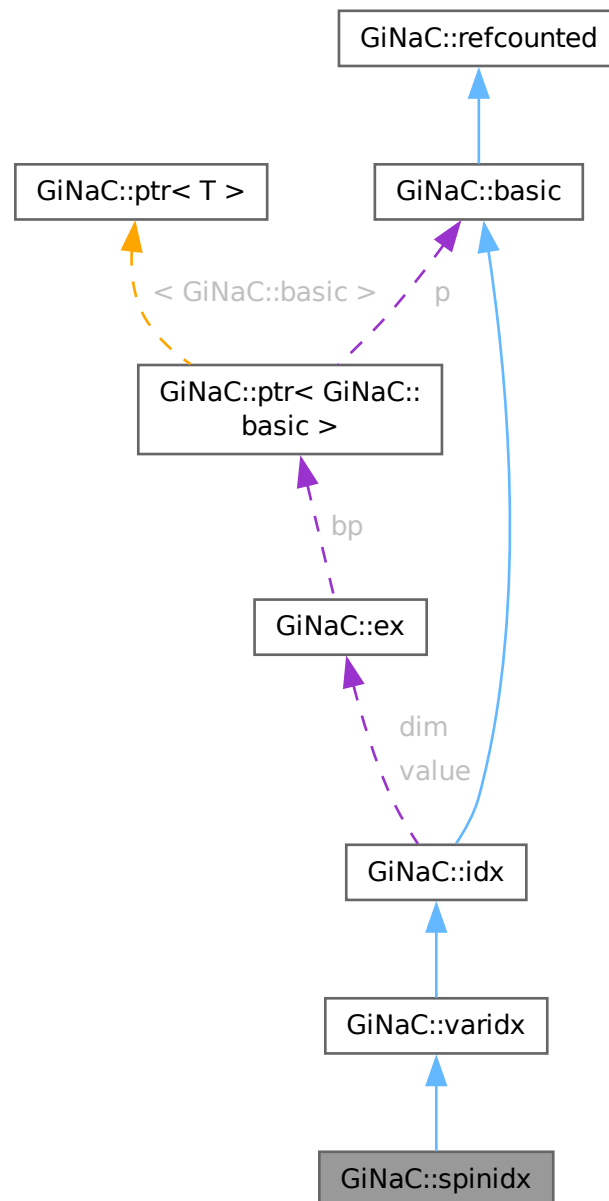 GiNaC::refcounted
GiNaC::ptr< T >
GiNaC::basic
< GiNaC::basic >
p
GiNaC::ptr< GiNaC::
basic >
bp
GiNaC::ex
dim
value
GiNaC::idx
GiNaC::varidx
GiNaC::spinidx